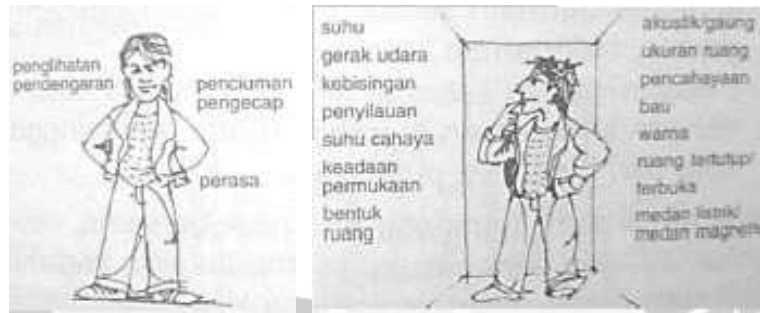 penglihatan
pendengaran
penciuman
pengecap
perasa
suhu
gerak udara
kebisingan
penyilauan
suhu cahaya
keadaan
permukaan
bentuk
ruang
akustik/gaung
ukuran ruang
pencahayaan
bau
warna
ruang tertutup/
terbuka
medan listrik/
medan magnetis